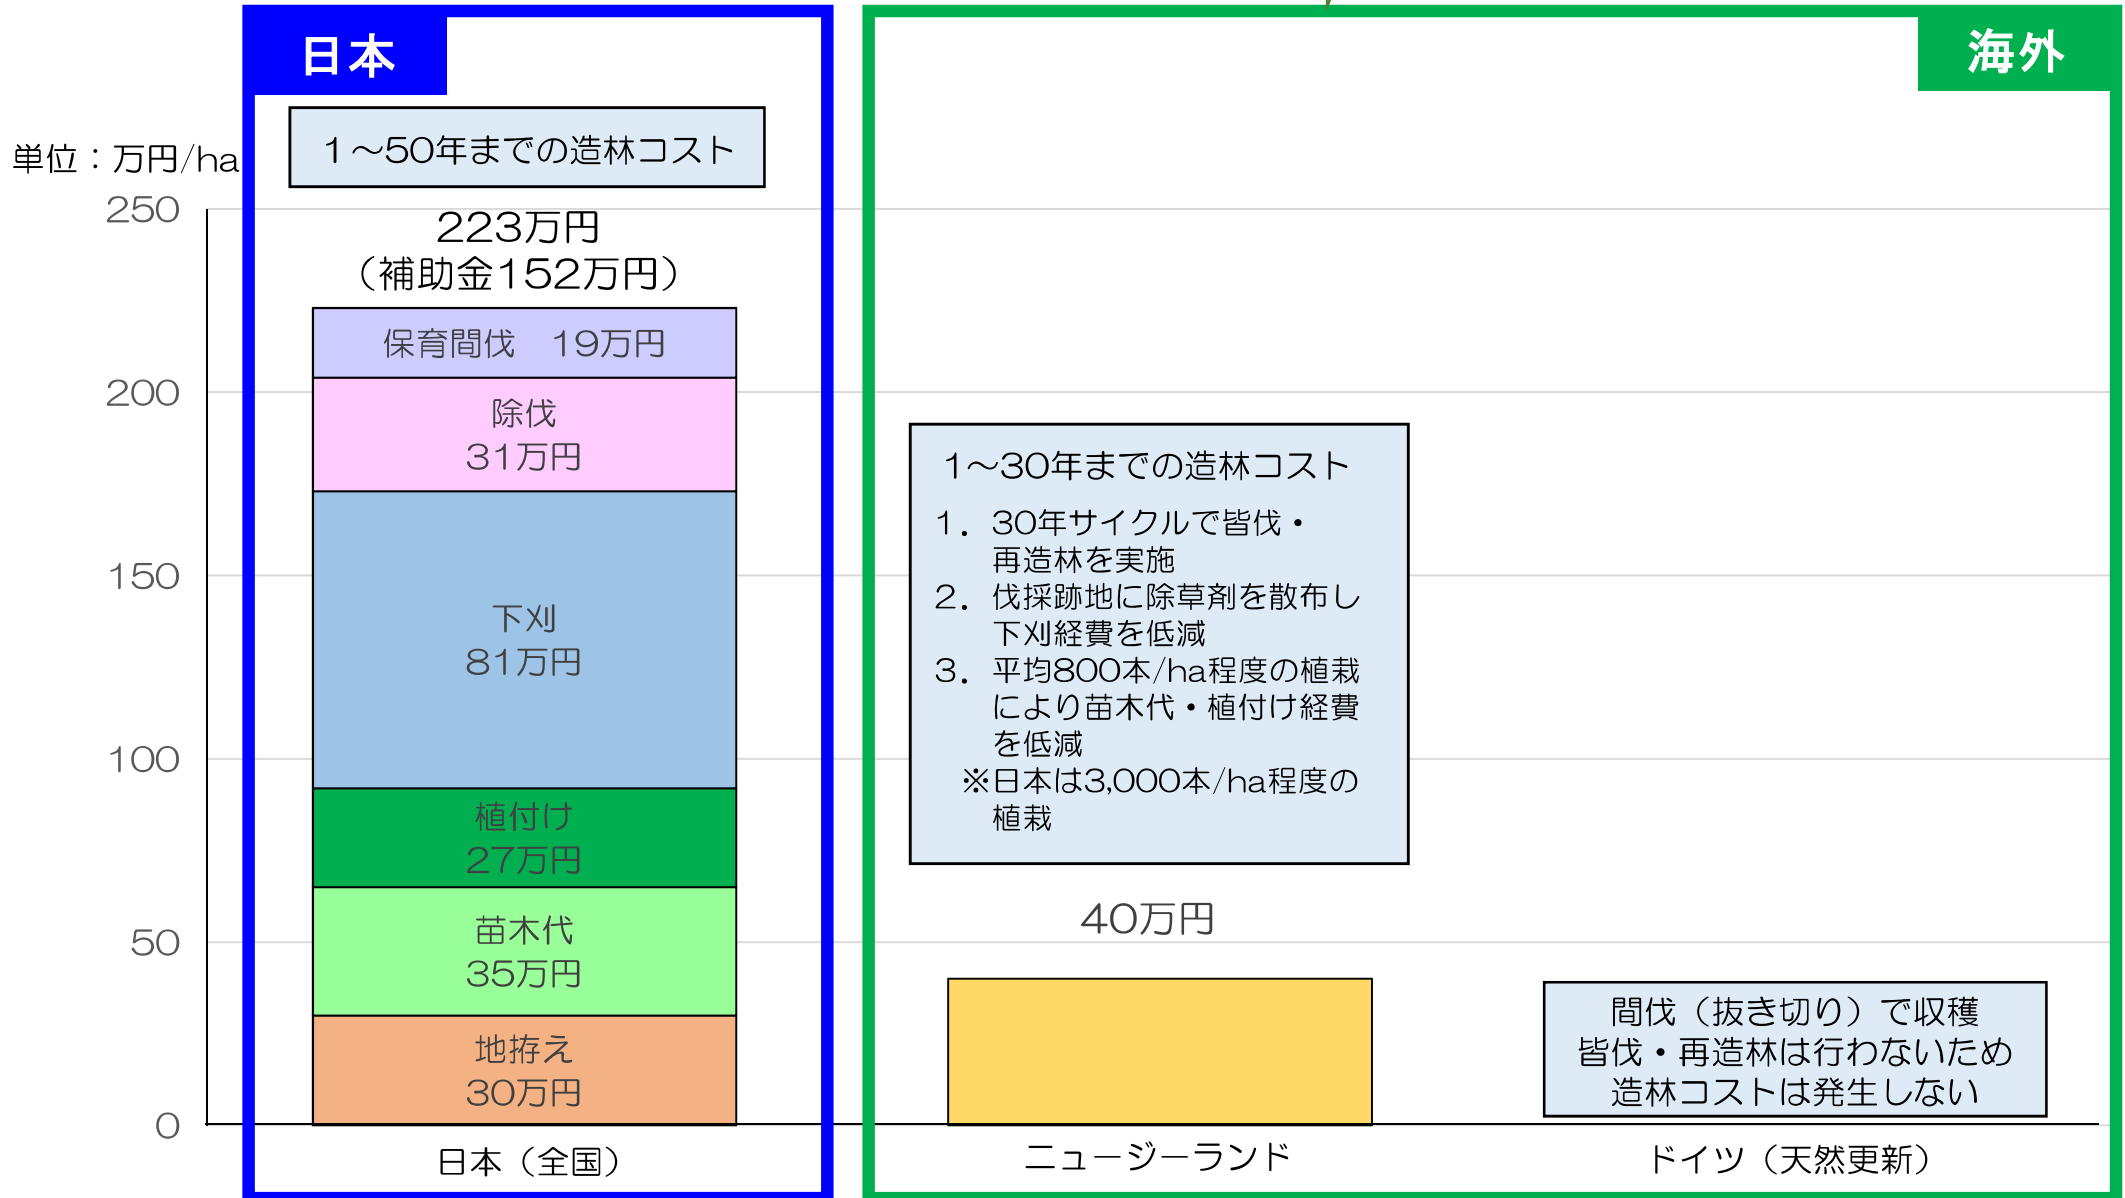 日本
海外
1～50年までの造林コスト
単位：万円/ha
250
200
150
100
50
0
223万円
（補助金152万円）
保育間伐　19万円
除伐
31万円
下刈
81万円
植付け
27万円
苗木代
35万円
地拵え
30万円
日本（全国）
1～30年までの造林コスト
1．30年サイクルで皆伐・
再造林を実施
2．伐採跡地に除草剤を散布し
下刈経費を低減
3．平均800本/ha程度の植栽
により苗木代・植付け経費
を低減
※日本は3,000本/ha程度の
植栽
40万円
ニュージーランド
間伐（抜き切り）で収穫
皆伐・再造林は行わないため
造林コストは発生しない
ドイツ（天然更新）